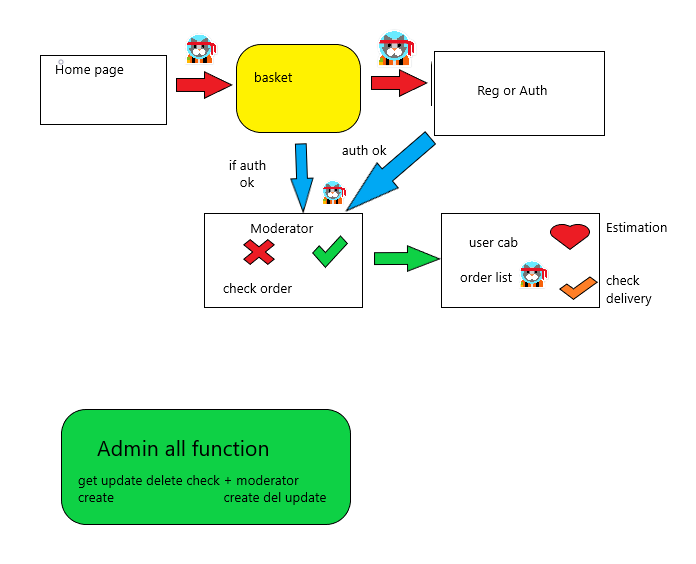 Home page
basket
Reg or Auth
if auth
ok
auth ok
Moderator
check order
user cab
order list
Estimation
check
delivery
Admin all function
get update delete check + moderator
create
create del update